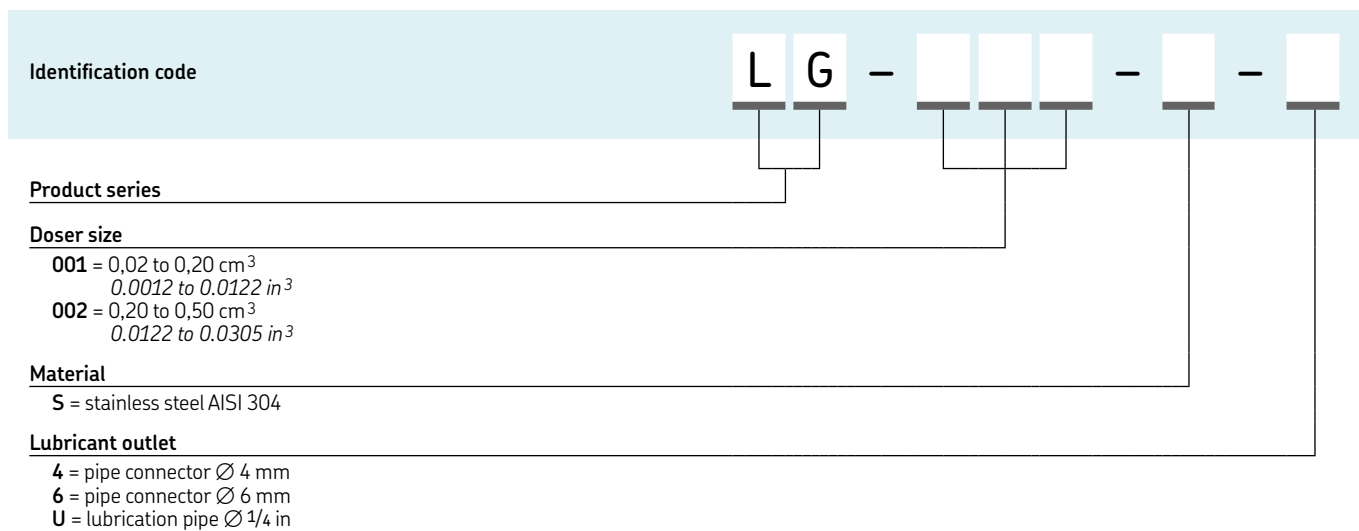 Identification code L G – – –
Product series
Doser size
001 = 0,02 to 0,20 cm³
0.0012 to 0.0122 in³
002 = 0,20 to 0,50 cm³
0.0122 to 0.0305 in³
Material
S = stainless steel AISI 304
Lubricant outlet
4 = pipe connector ∅ 4 mm
6 = pipe connector ∅ 6 mm
U = lubrication pipe ∅ 1/4 in